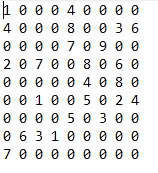 1 0 0 0 4 0 0 0 0
4 0 0 0 8 0 0 3 6
0 0 0 0 7 0 9 0 0
2 0 7 0 0 8 0 6 0
0 0 0 0 0 4 0 8 0
0 0 1 0 0 5 0 2 4
0 0 0 0 5 0 3 0 0
0 6 3 1 0 0 0 0 0
7 0 0 0 0 0 0 0 0